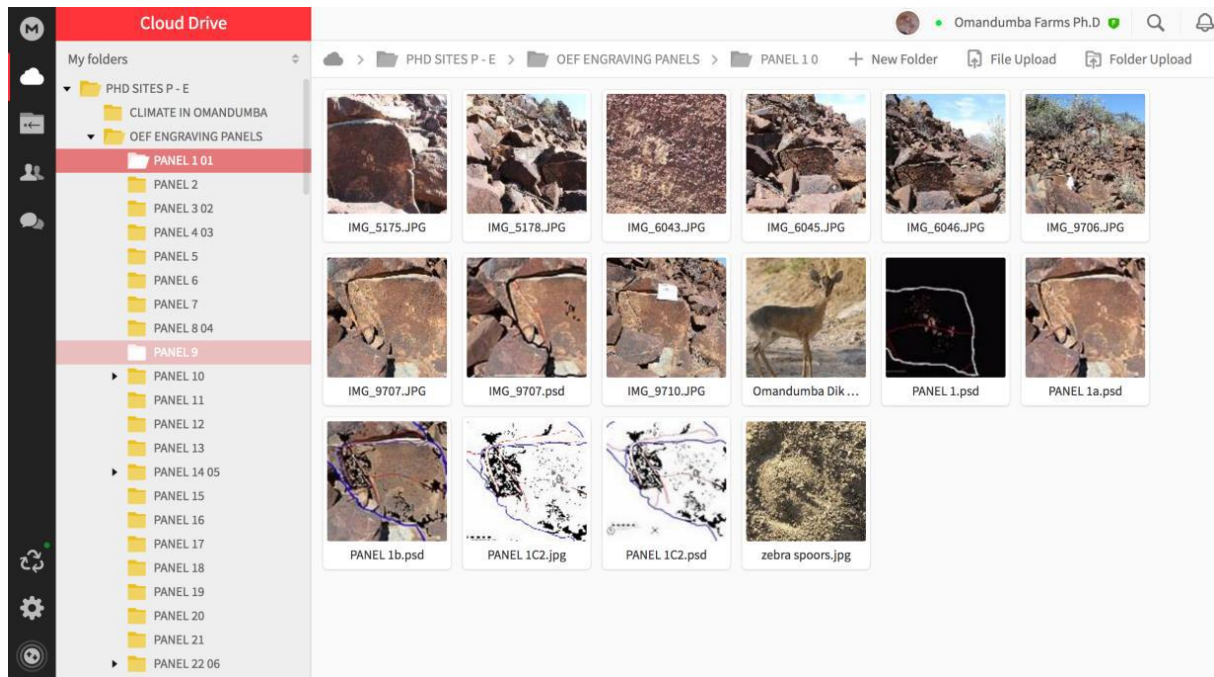 M
Cloud Drive
Omandumba Farms Ph.D
My folders
PHD SITES P - E > OEF ENGRAVING PANELS > PANEL 1 0
New Folder
File Upload
Folder Upload
PHD SITES P - E
CLIMATE IN OMANDUMBA
OEF ENGRAVING PANELS
PANEL 1 01
PANEL 2
PANEL 3 02
PANEL 4 03
PANEL 5
PANEL 6
PANEL 7
PANEL 8 04
PANEL 9
PANEL 10
PANEL 11
PANEL 12
PANEL 13
PANEL 14 05
PANEL 15
PANEL 16
PANEL 17
PANEL 18
PANEL 19
PANEL 20
PANEL 21
PANEL 22 06
IMG_5175.JPG
IMG_5178.JPG
IMG_6043.JPG
IMG_6045.JPG
IMG_6046.JPG
IMG_9706.JPG
IMG_9707.JPG
IMG_9707.psd
IMG_9710.JPG
Omandumba Dik ...
PANEL 1.psd
PANEL 1a.psd
PANEL 1b.psd
PANEL 1C2.jpg
PANEL 1C2.psd
zebra spoors.jpg